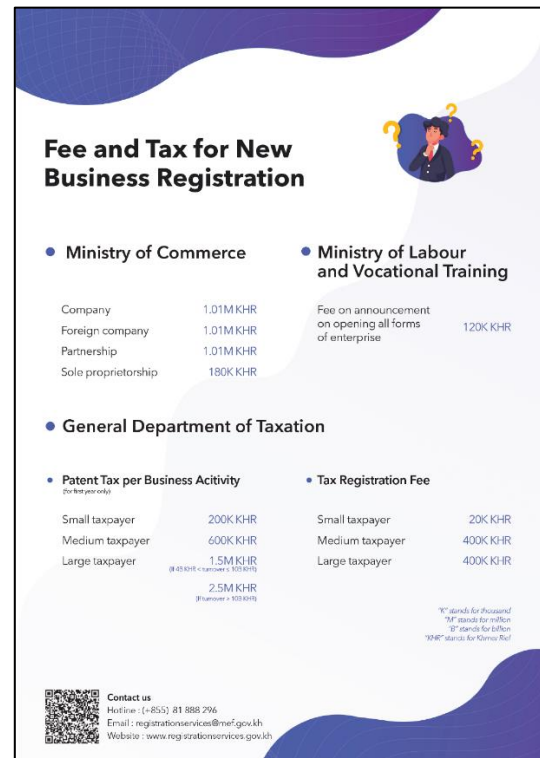 Fee and Tax for New
Business Registration
Ministry of Commerce
Company 1.01M KHR
Foreign company 1.01M KHR
Partnership 1.01M KHR
Sole proprietorship 180K KHR
Ministry of Labour
and Vocational Training
Fee on announcement
on opening all forms
of enterprise
120K KHR
General Department of Taxation
Patent Tax per Business Acitivity
(for first year only)
Small taxpayer 200K KHR
Medium taxpayer 600K KHR
Large taxpayer 1.5M KHR
2.5M KHR
Tax Registration Fee
Small taxpayer 20K KHR
Medium taxpayer 400K KHR
Large taxpayer 400K KHR
"K" stands for thousand
"M" stands for million
"B" stands for billion
"KHR" stands for Khmer Riel
Contact us
Hotline : (+855) 81 888 296
Email : registrationservices@mef.gov.kh
Website : www.registrationservices.gov.kh